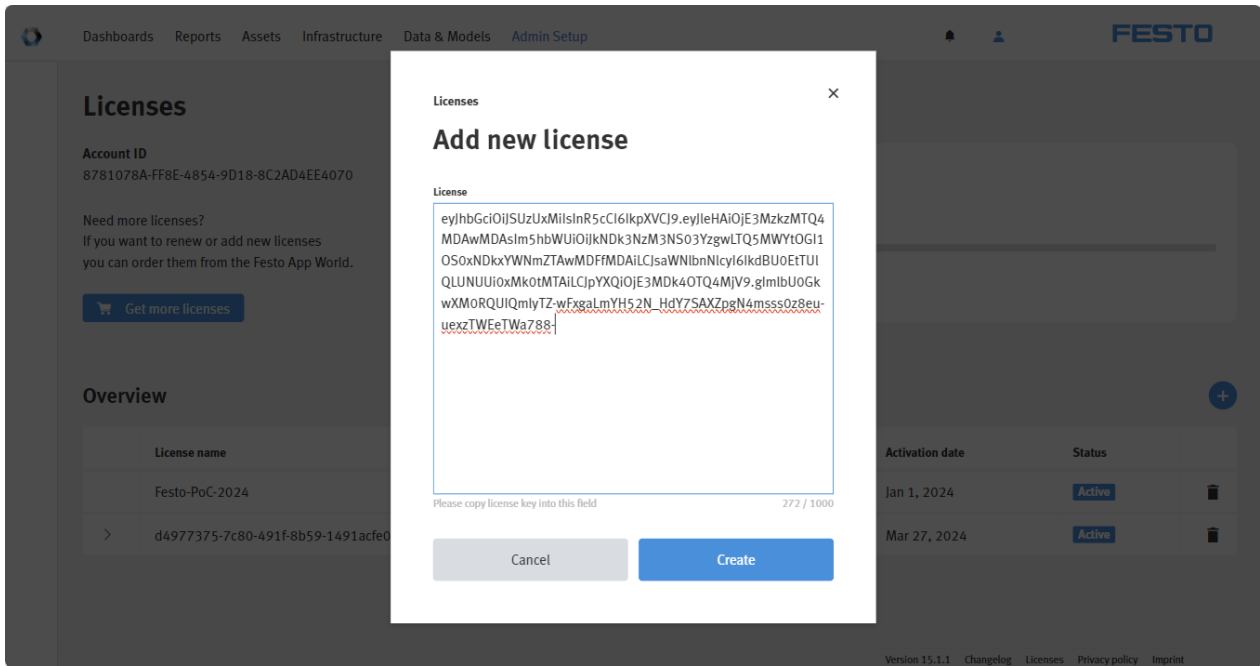 Dashboards Reports Assets Infrastructure Data & Models Admin Setup
FESTO
Licenses
Account ID
8781078A-FF8E-4854-9D18-8C2AD4EE4070
Need more licenses?
If you want to renew or add new licenses
you can order them from the Festo App World.
Get more licenses
Licenses
Add new license
License
eyJhbGciOiJSUzUxMiIsInR5cCI6IkpXVCJ9.eyJleHAiOjE3MzkzMTQ4
MDAwMDAsIm5hbWUiOiJkNDk3NzM3NS03YzgwLTQ5MWYtOGI1
OS0xNDkxYWNmZTAwMDFfMDAiLCJsaWNlbnNlcyI6IkdBU0EtTUl
QLUNUUi0xMk0tMTAiLCJpYXQiOjE3MDk4OTQ4MjV9.gImlbU0Gk
wXM0RQUIQmIyTZ-wFxgaLmYH52N_HdY7SAXZpgN4msss0z8eu-
uexzTWEeTWa788-
Please copy license key into this field 272 / 1000
Cancel Create
Overview
License name Activation date Status
Festo-PoC-2024 Jan 1, 2024 Active
d4977375-7c80-491f-8b59-1491acfe0 Mar 27, 2024 Active
Version 15.1.1 Changelog Licenses Privacy policy Imprint